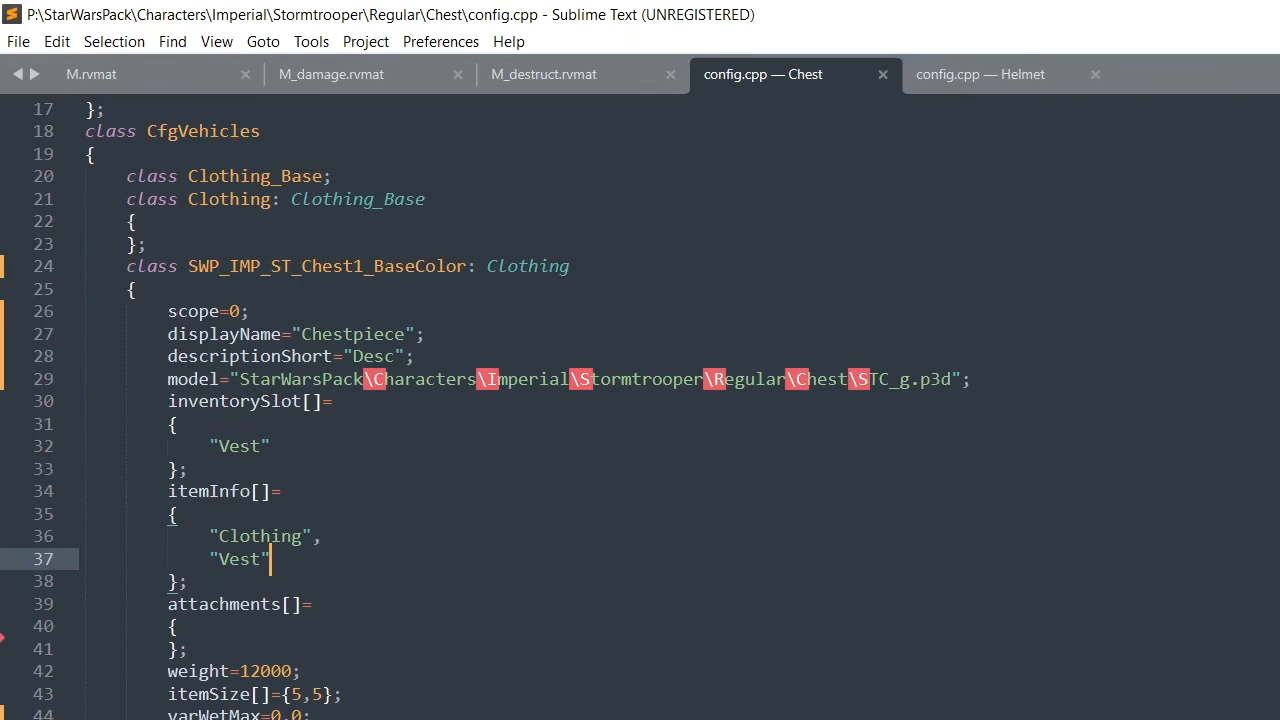 P:\StarWarsPack\Characters\Imperial\Stormtrooper\Regular\Chest\config.cpp - Sublime Text (UNREGISTERED)
File Edit Selection Find View Goto Tools Project Preferences Help
M.rvmat × M_damage.rvmat × M_destruct.rvmat × config.cpp — Chest × config.cpp — Helmet ×
17 };
18 class CfgVehicles
19 {
20 class Clothing_Base;
21 class Clothing: Clothing_Base
22 {
23 };
24 class SWP_IMP_ST_Chest1_BaseColor: Clothing
25 {
26 scope=0;
27 displayName="Chestpiece";
28 descriptionShort="Desc";
29 model="StarWarsPack\Characters\Imperial\Stormtrooper\Regular\Chest\STC_g.p3d";
30 inventorySlot[]=
31 {
32 "Vest"
33 };
34 itemInfo[]=
35 {
36 "Clothing",
37 "Vest"
38 };
39 attachments[]=
40 {
41 };
42 weight=12000;
43 itemSize[]={5,5};
44 varWetMax=0.0;